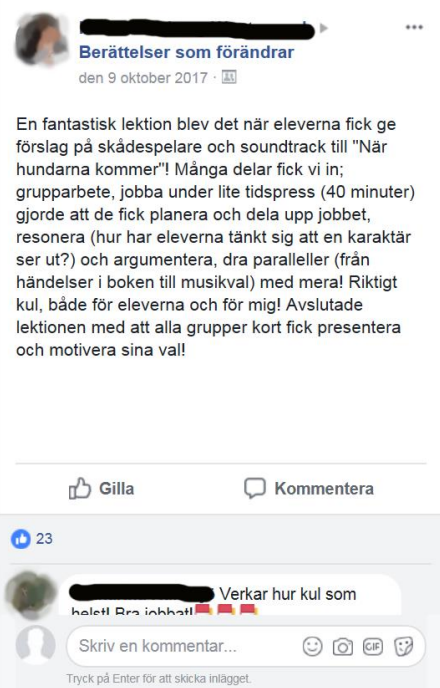 Berättelser som förändrar
den 9 oktober 2017 ·
En fantastisk lektion blev det när eleverna fick ge
förslag på skådespelare och soundtrack till "När
hundarna kommer"! Många delar fick vi in;
grupparbete, jobba under lite tidspress (40 minuter)
gjorde att de fick planera och dela upp jobbet,
resonera (hur har eleverna tänkt sig att en karaktär
ser ut?) och argumentera, dra paralleller (från
händelser i boken till musikval) med mera! Riktigt
kul, både för eleverna och för mig! Avslutade
lektionen med att alla grupper kort fick presentera
och motivera sina val!
Gilla
Kommentera
23
Verkar hur kul som
helst! Bra jobbat!
Skriv en kommentar...
GIF
Tryck på Enter för att skicka inlägget.